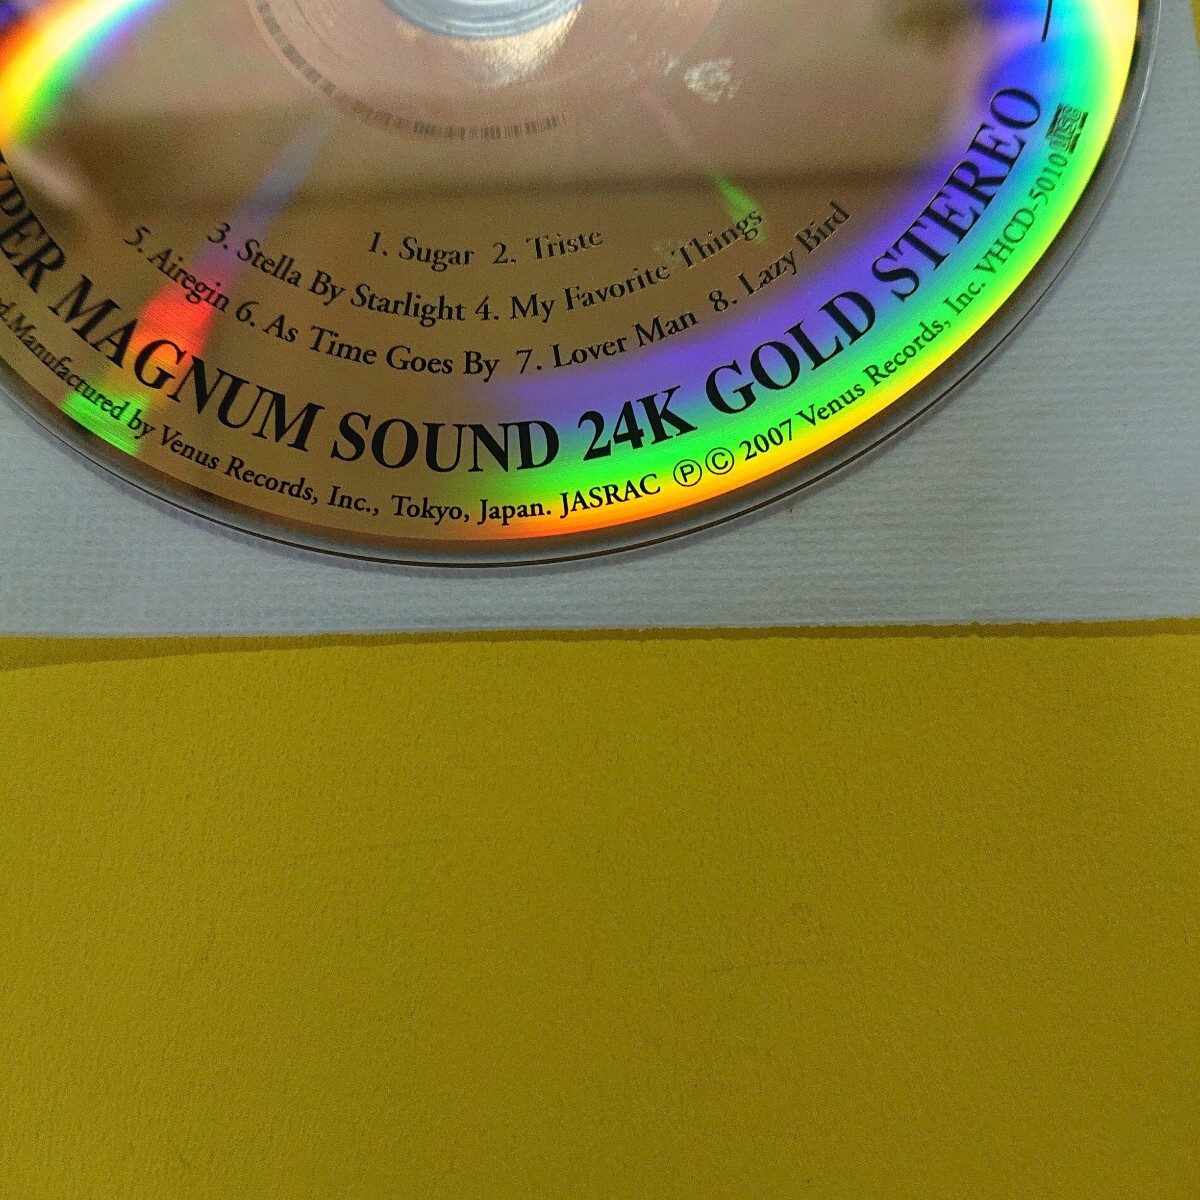 1. Sugar 2. Triste
3. Stella By Starlight 4. My Favorite Things
5. Airegin 6. As Time Goes By 7. Lover Man 8. Lazy Bird
MAGNUM SOUND 24K GOLD STEREO
Manufactured by Venus Records, Inc., Tokyo, Japan. JASRAC Ⓟ© 2007 Venus Records, Inc. VHCD-5010
disc